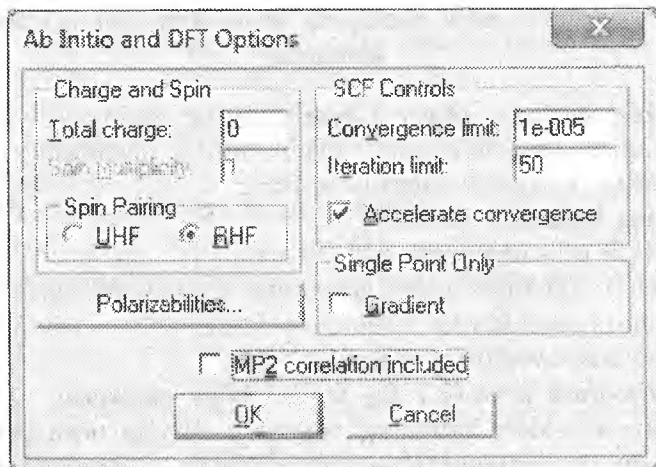 Ab Initio and DFT Options
Charge and Spin
Total charge: 0
Spin multiplicity: 1
Spin Pairing
UHF RHF
Polarizabilities...
SCF Controls
Convergence limit: 1e-005
Iteration limit: 50
Accelerate convergence
Single Point Only
Gradient
MP2 correlation included
OK Cancel